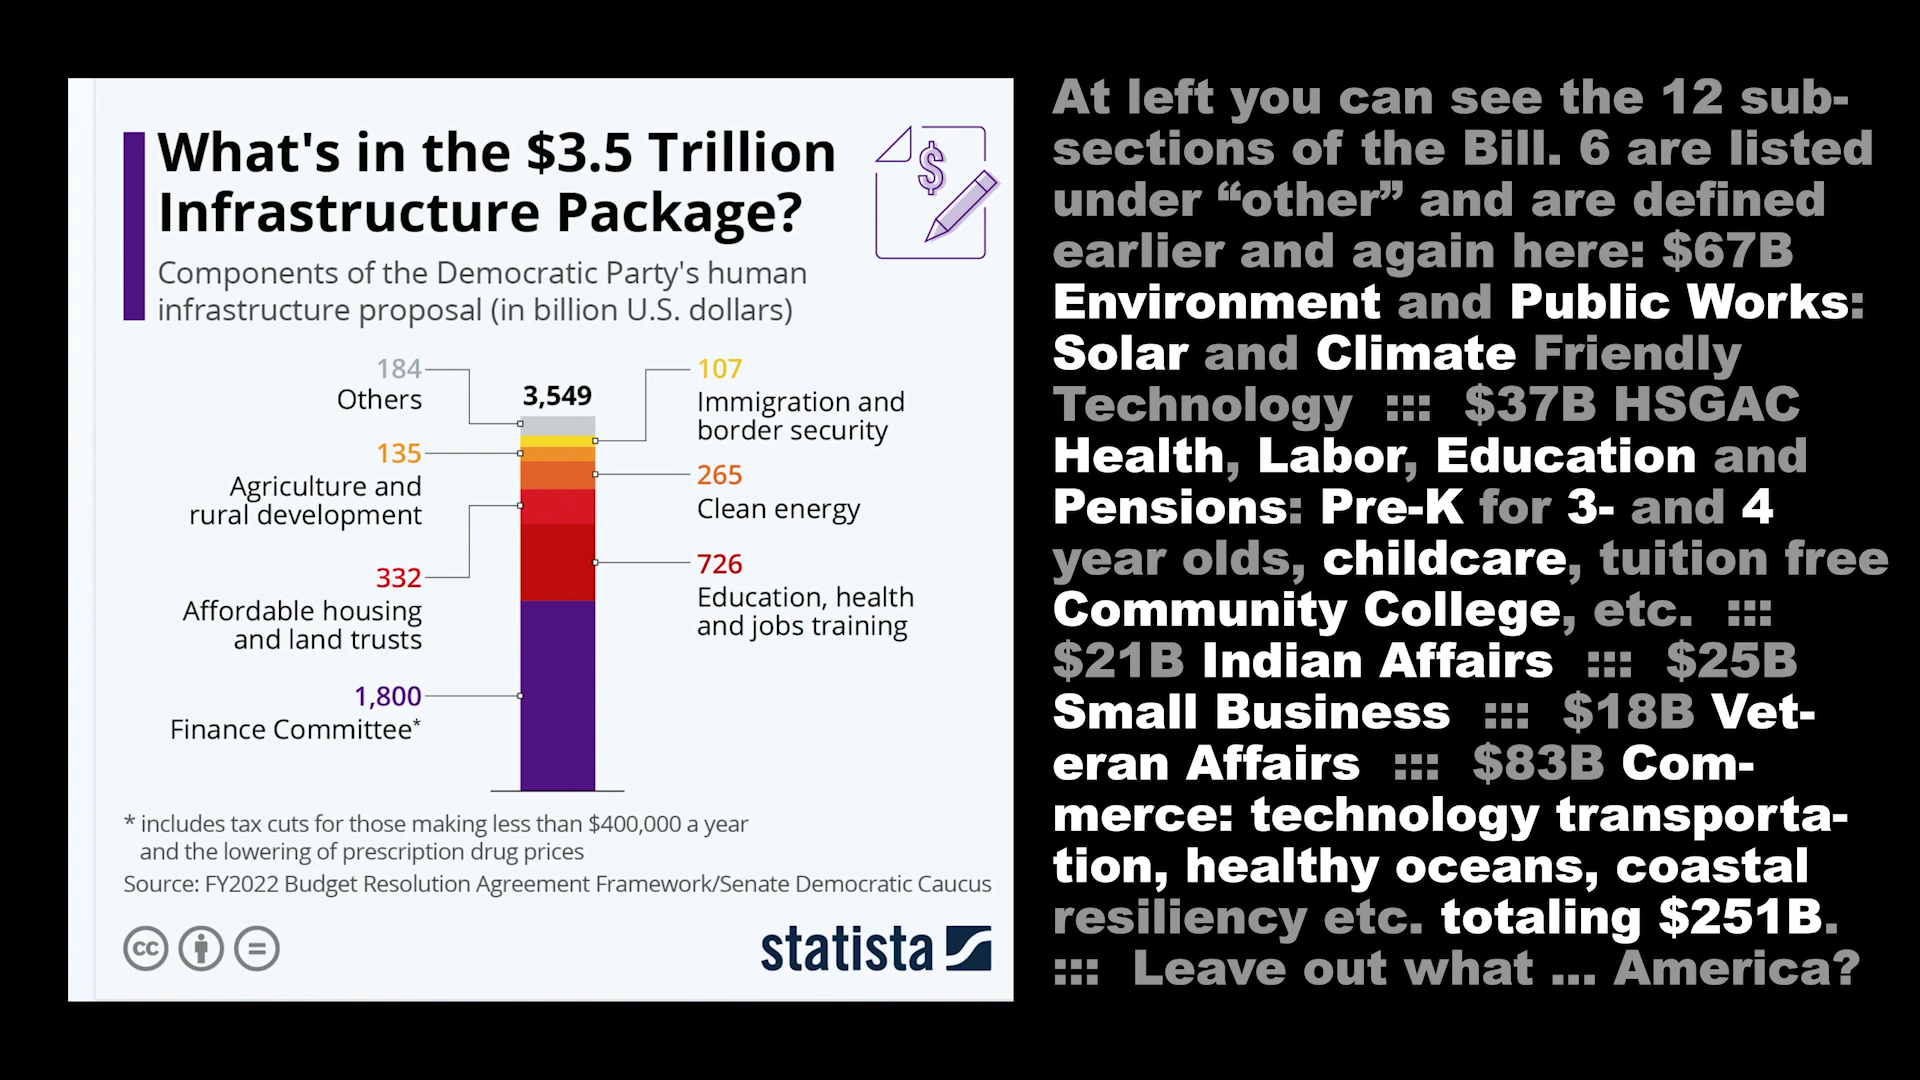 What's in the $3.5 Trillion
Infrastructure Package?
$
Components of the Democratic Party's human
infrastructure proposal (in billion U.S. dollars)
184
Others
135
Agriculture and
rural development
332
Affordable housing
and land trusts
1,800
Finance Committee*
3,549
107
Immigration and
border security
265
Clean energy
726
Education, health
and jobs training
* includes tax cuts for those making less than $400,000 a year
and the lowering of prescription drug prices
Source: FY2022 Budget Resolution Agreement Framework/Senate Democratic Caucus
cc
statista
At left you can see the 12 sub-
sections of the Bill. 6 are listed
under “other” and are defined
earlier and again here: $67B
Environment and Public Works:
Solar and Climate Friendly
Technology ::: $37B HSGAC
Health, Labor, Education and
Pensions: Pre-K for 3- and 4
year olds, childcare, tuition free
Community College, etc. :::
$21B Indian Affairs ::: $25B
Small Business ::: $18B Vet-
eran Affairs ::: $83B Com-
merce: technology transporta-
tion, healthy oceans, coastal
resiliency etc. totaling $251B.
::: Leave out what ... America?